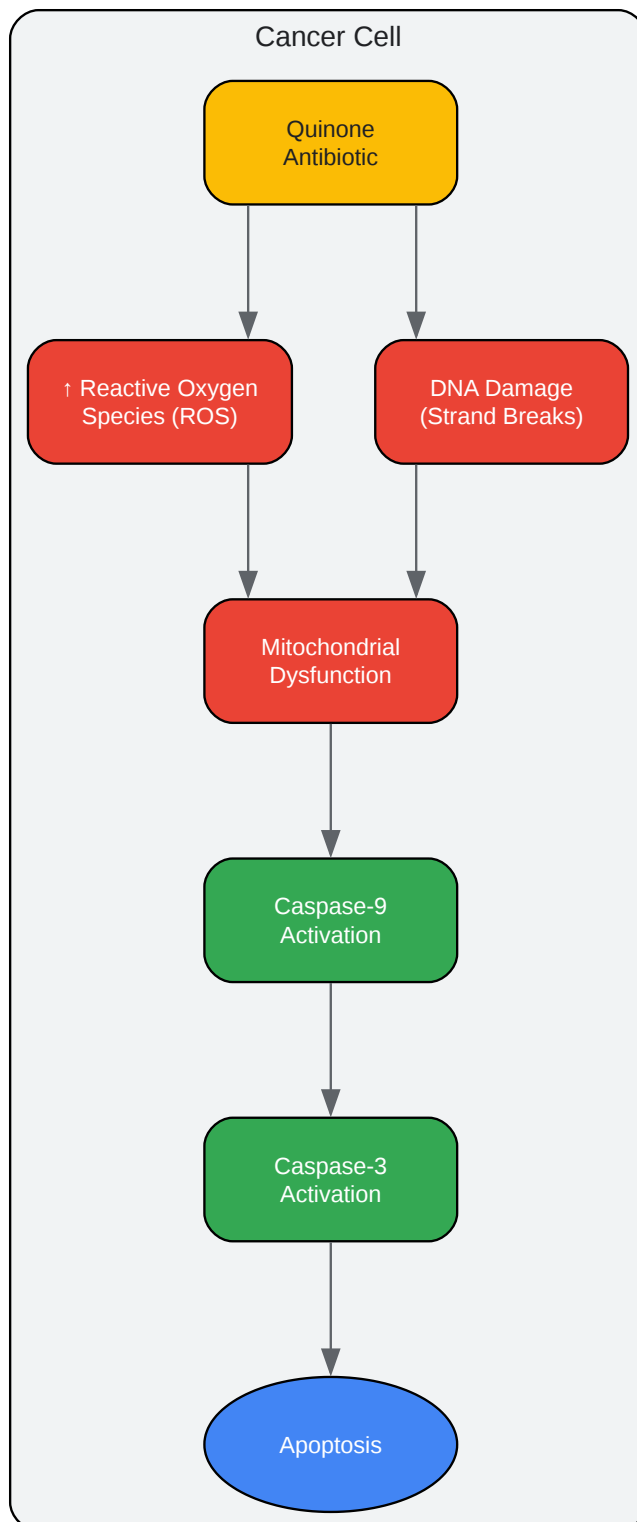 Cancer Cell
Quinone
Antibiotic
↑ Reactive Oxygen
Species (ROS)
DNA Damage
(Strand Breaks)
Mitochondrial
Dysfunction
Caspase-9
Activation
Caspase-3
Activation
Apoptosis